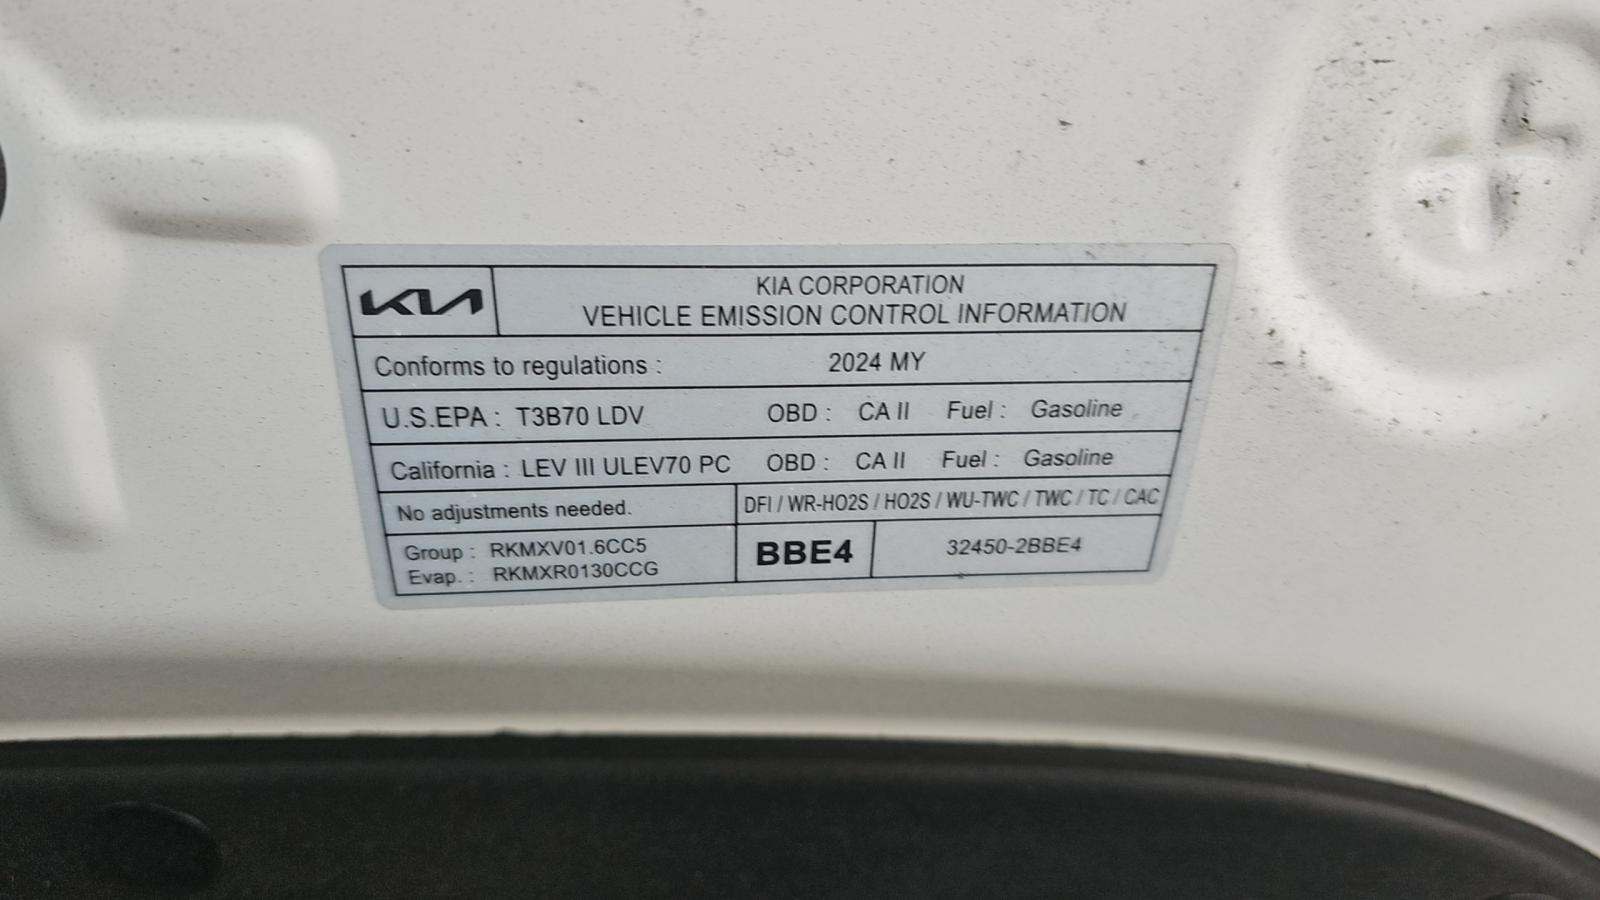 KIA
KIA CORPORATION
VEHICLE EMISSION CONTROL INFORMATION
Conforms to regulations : 2024 MY
U.S.EPA : T3B70 LDV OBD : CA II Fuel : Gasoline
California : LEV III ULEV70 PC OBD : CA II Fuel : Gasoline
No adjustments needed. DFI / WR-HO2S / HO2S / WU-TWC / TWC / TC / CAC
Group : RKMXV01.6CC5
Evap. : RKMXR0130CCG
BBE4 32450-2BBE4